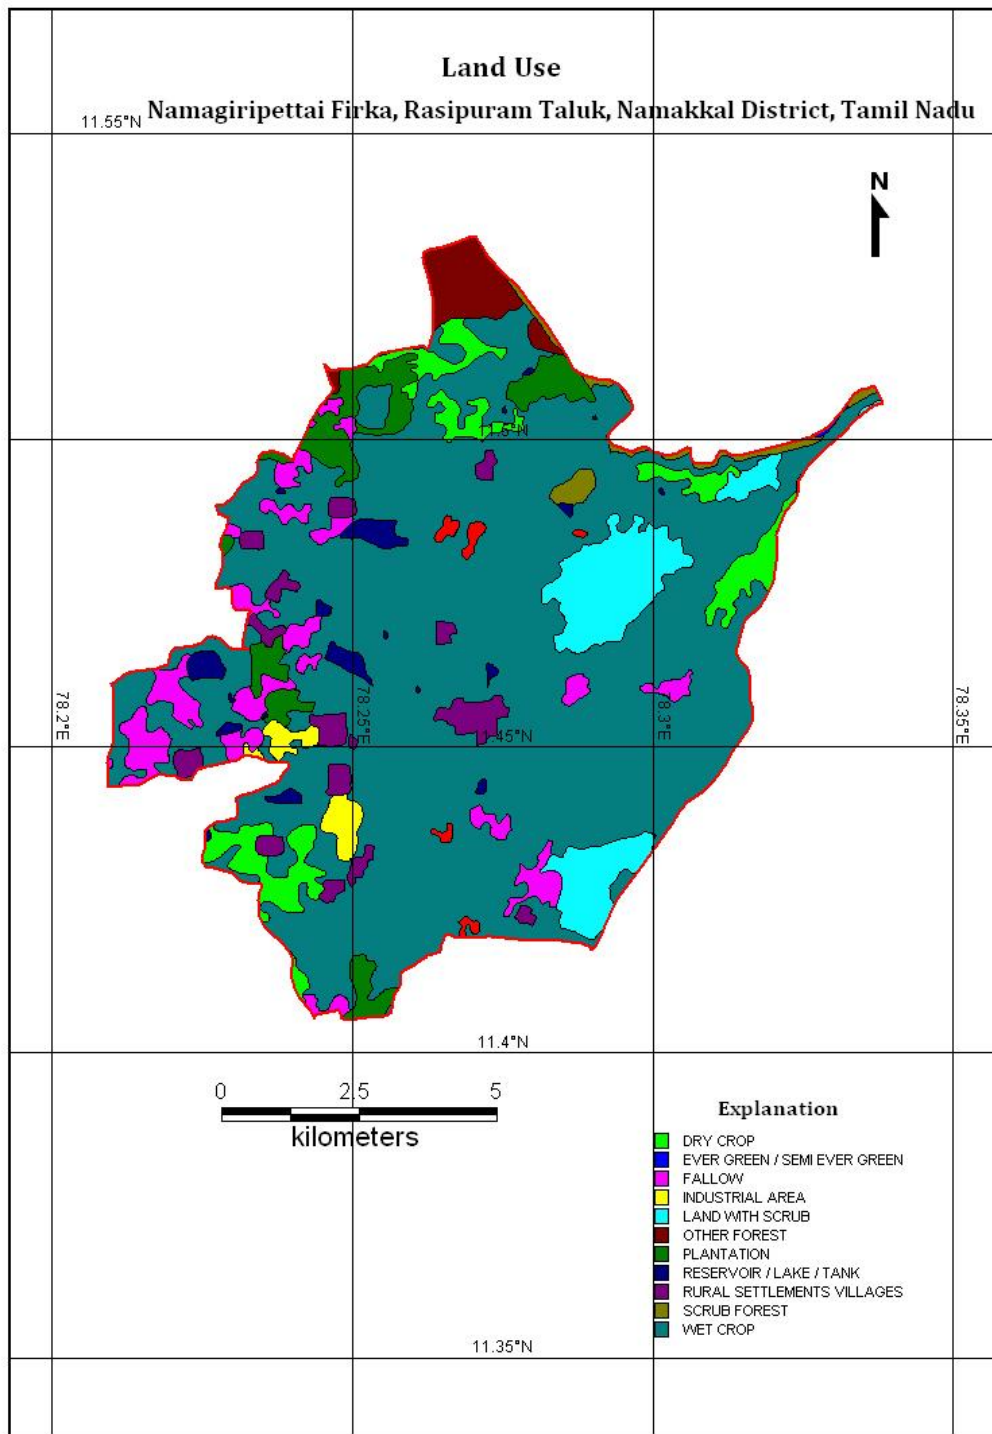 Land Use
Namagiripettai Firka, Rasipuram Taluk, Namakkal District, Tamil Nadu
11.55°N
N
11.5°N
78.2°E
78.25°E
78.3°E
78.35°E
11.45°N
11.4°N
0 2.5 5
kilometers
Explanation
DRY CROP
EVER GREEN / SEMI EVER GREEN
FALLOW
INDUSTRIAL AREA
LAND WITH SCRUB
OTHER FOREST
PLANTATION
RESERVOIR / LAKE / TANK
RURAL SETTLEMENTS VILLAGES
SCRUB FOREST
WET CROP
11.35°N